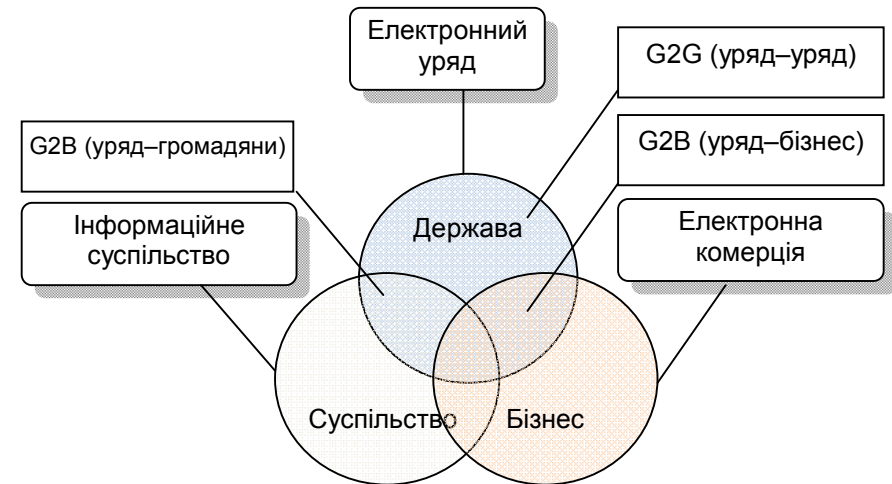 Електронний
уряд
G2G (уряд–уряд)
G2B (уряд–громадяни)
G2B (уряд–бізнес)
Інформаційне
суспільство
Держава
Електронна
комерція
Суспільство
Бізнес